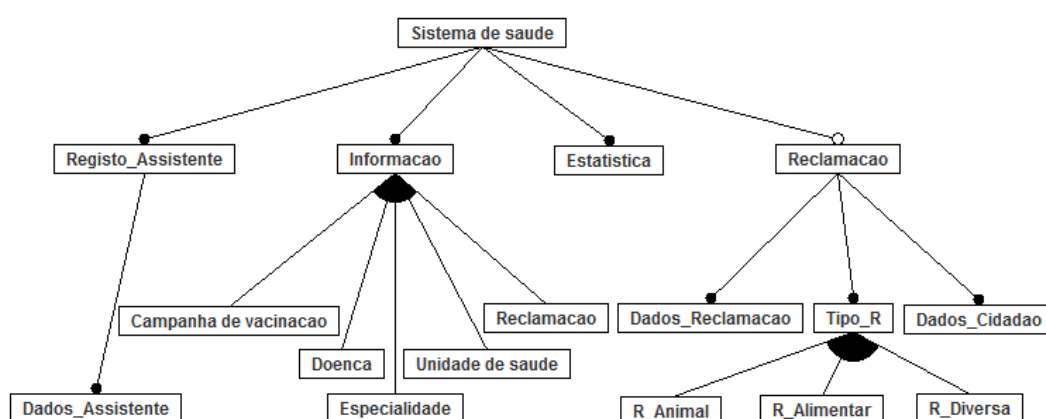 Sistema de saude
Registo_Assistente
Informacao
Estatistica
Reclamacao
Campanha de vacinacao
Reclamacao
Dados_Reclamacao
Tipo_R
Dados_Cidadao
Doenca
Unidade de saude
Dados_Assistente
Especialidade
R_Animal
R_Alimentar
R_Diversa